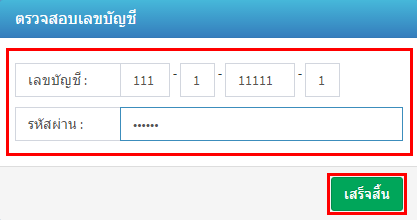 ตรวจสอบเลขบัญชี
เลขบัญชี : 111 - 1 - 11111 - 1
รหัสผ่าน : ••••••
เสร็จสิ้น